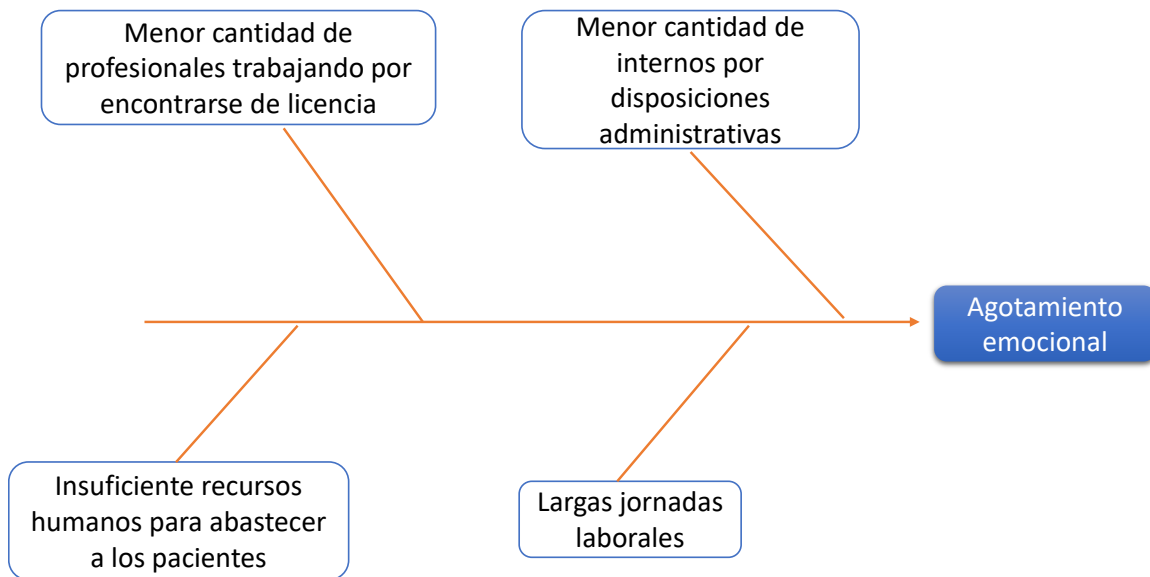 Menor cantidad de
profesionales trabajando por
encontrarse de licencia
Menor cantidad de
internos por
disposiciones
administrativas
Agotamiento
emocional
Insuficiente recursos
humanos para abastecer
a los pacientes
Largas jornadas
laborales